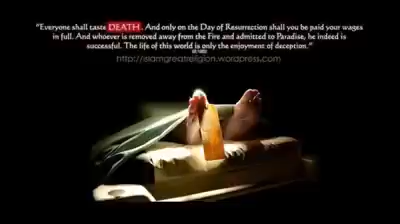 "Everyone shall taste DEATH. And only on the Day of Resurrection shall you be paid your wages
in full. And whoever is removed away from the Fire and admitted to Paradise, he indeed is
successful. The life of this world is only the enjoyment of deception."
http://islamgreatreligion.wordpress.com